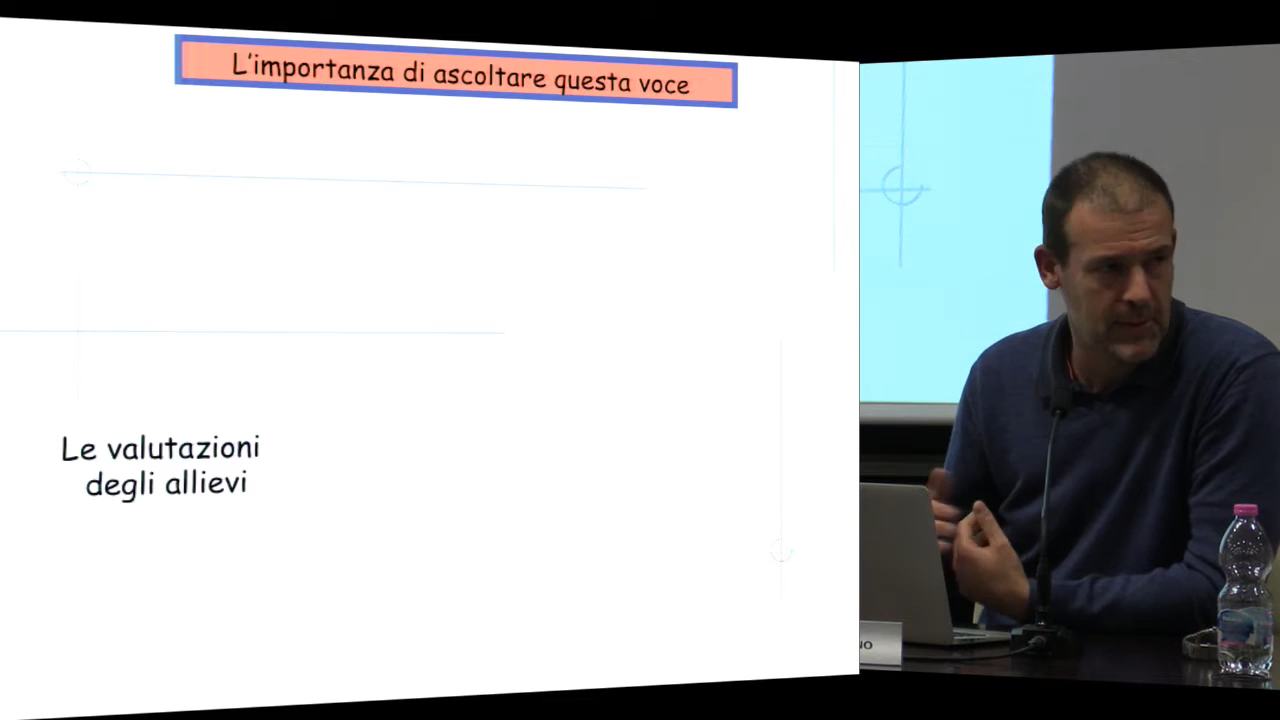 L'importanza di ascoltare questa voce
Le valutazioni
degli allievi